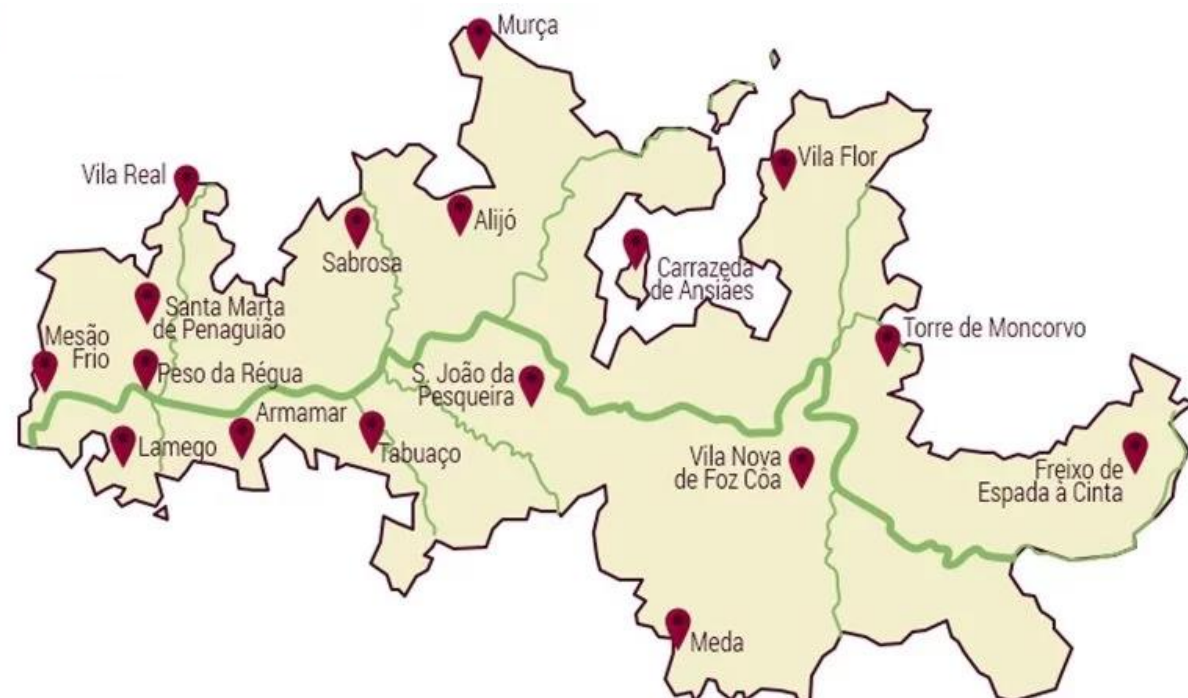 Murça
Vila Flor
Vila Real
Alijó
Sabrosa
Carrazeda
de Ansiães
Santa Marta
de Penaguião
Torre de Moncorvo
Mesão
Frio
Peso da Régua
S. João da
Pesqueira
Armamar
Lamego
Tabuaço
Vila Nova
de Foz Côa
Freixo de
Espada à Cinta
Meda